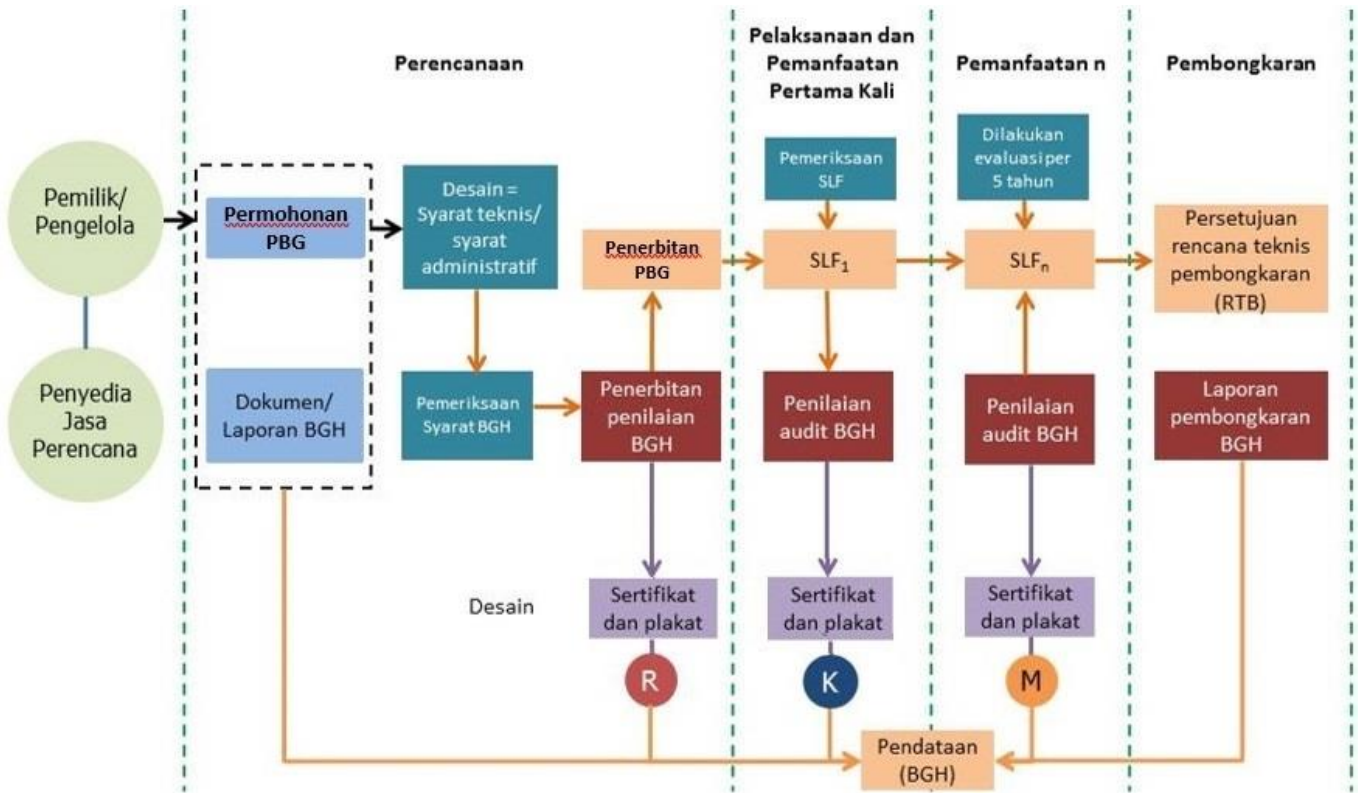 Perencanaan
Pelaksanaan dan
Pemanfaatan
Pertama Kali
Pemanfaatan n
Pembongkaran
Pemilik/
Pengelola
Penyedia
Jasa
Perencana
Permohonan
PBG
Dokumen/
Laporan BGH
Desain =
Syarat teknis/
syarat
administratif
Pemeriksaan
Syarat BGH
Penerbitan
PBG
Penerbitan
penilaian
BGH
Pemeriksaan
SLF
SLF₁
Penilaian
audit BGH
Dilakukan
evaluasi per
5 tahun
SLFₙ
Penilaian
audit BGH
Persetujuan
rencana teknis
pembongkaran
(RTB)
Laporan
pembongkaran
BGH
Desain
Sertifikat
dan plakat
R
Sertifikat
dan plakat
K
Sertifikat
dan plakat
M
Pendataan
(BGH)